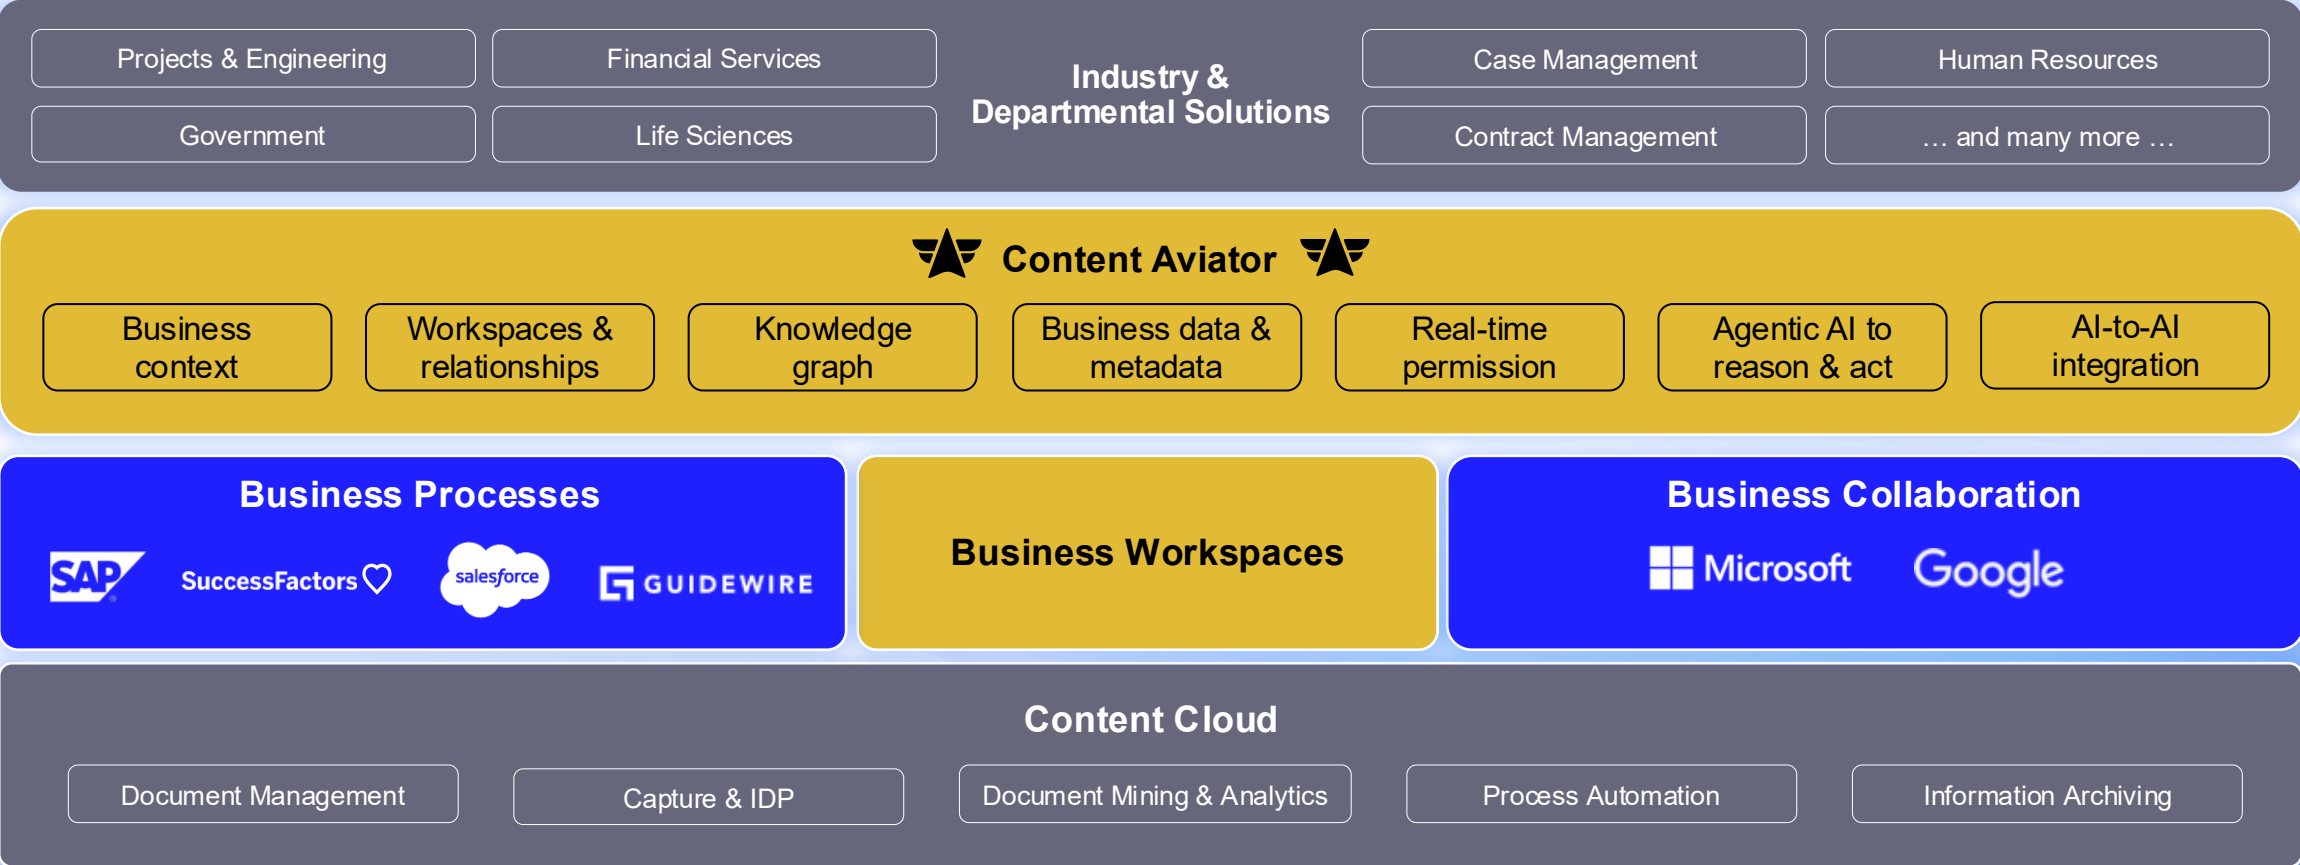 Projects & Engineering
Financial Services
Government
Life Sciences
Industry &
Departmental Solutions
Case Management
Human Resources
Contract Management
… and many more …
Content Aviator
Business
context
Workspaces &
relationships
Knowledge
graph
Business data &
metadata
Real-time
permission
Agentic AI to
reason & act
AI-to-AI
integration
Business Processes
SAP
®
SuccessFactors
salesforce
GUIDEWIRE
Business Workspaces
Business Collaboration
Microsoft
Google
Content Cloud
Document Management
Capture & IDP
Document Mining & Analytics
Process Automation
Information Archiving